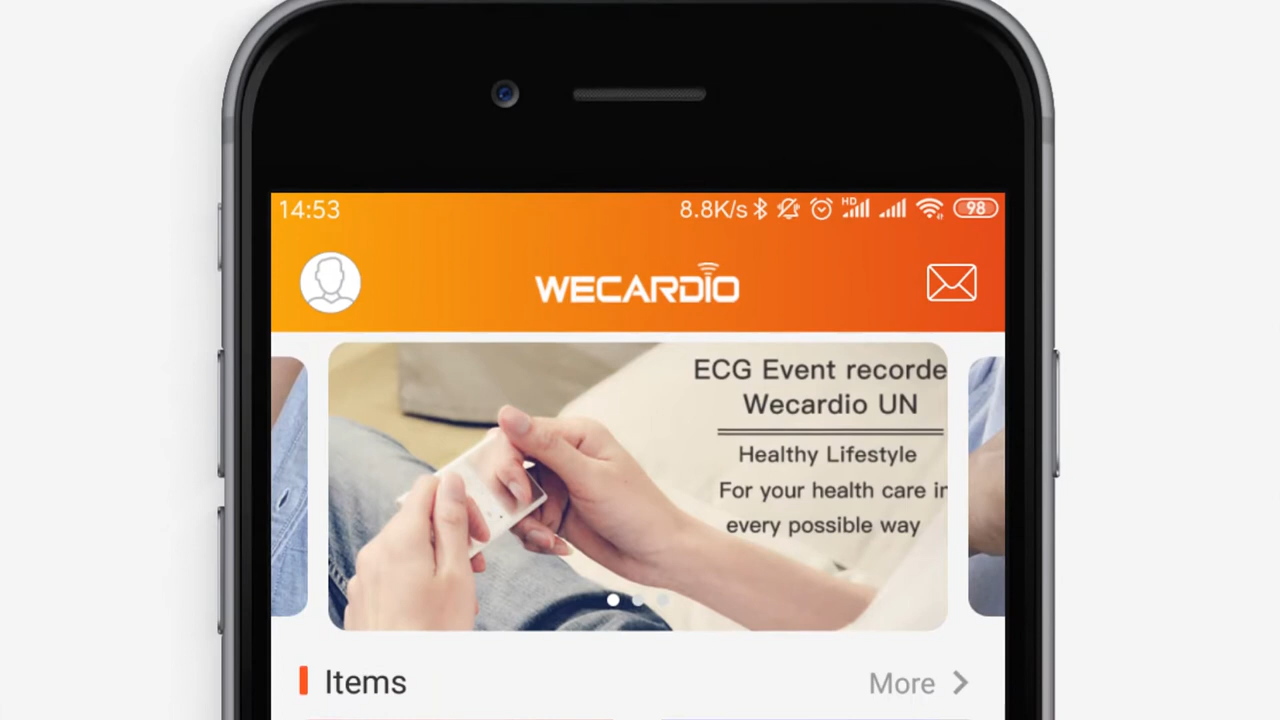 14:53
8.8K/s HD 98
WECARDIO
ECG Event recorde
Wecardio UN
Healthy Lifestyle
For your health care in
every possible way
Items
More